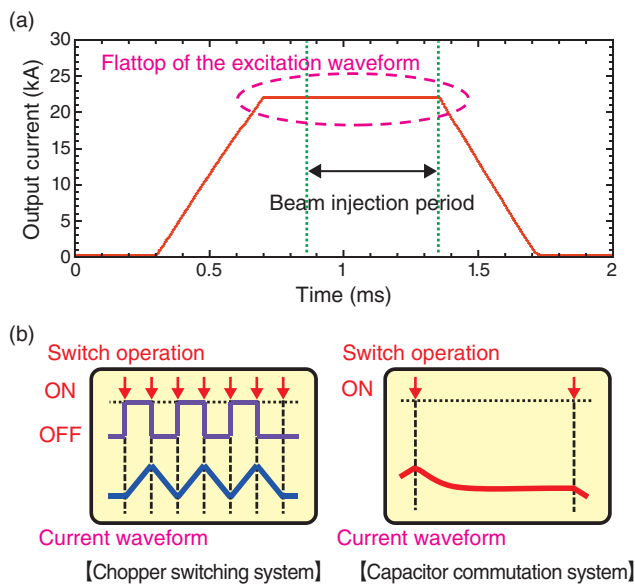 (a)
30
25
20
15
10
5
0
Output current (kA)
Flattop of the excitation waveform
Beam injection period
0 0.5 1 1.5 2
Time (ms)
(b)
Switch operation
ON
OFF
Current waveform
【Chopper switching system】
Switch operation
ON
Current waveform
【Capacitor commutation system】